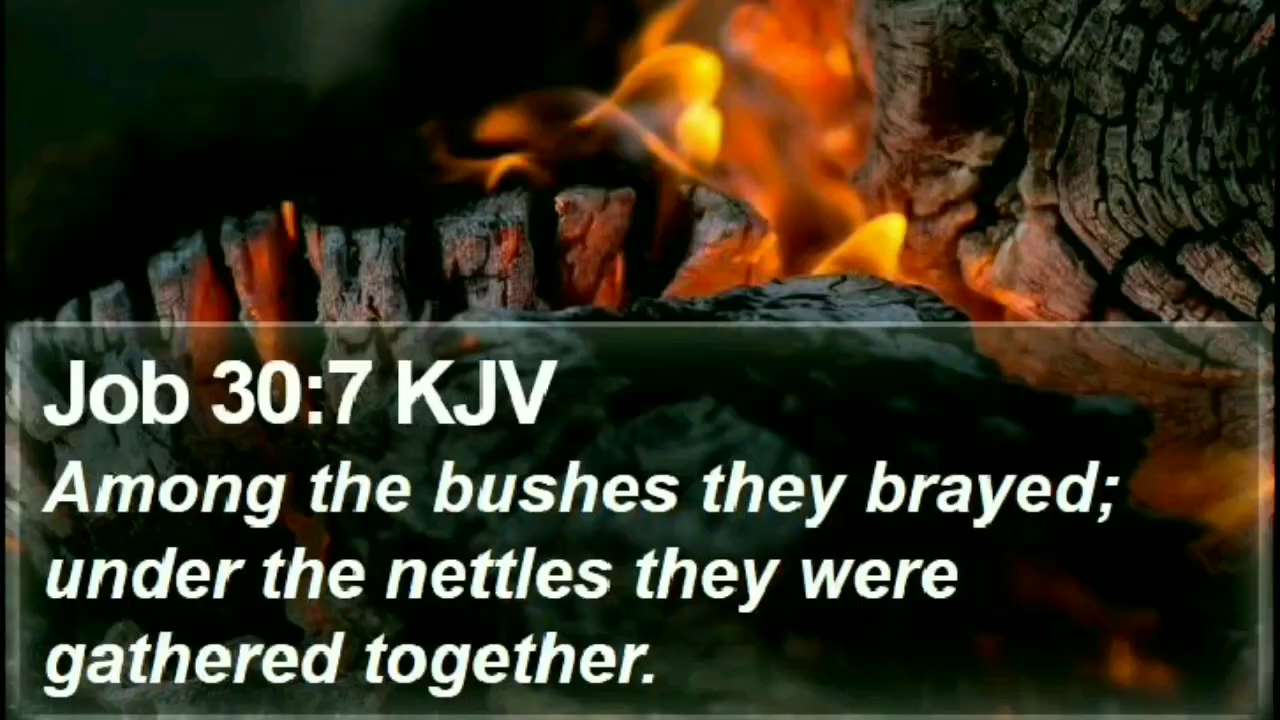 Job 30:7 KJV
Among the bushes they brayed;
under the nettles they were
gathered together.